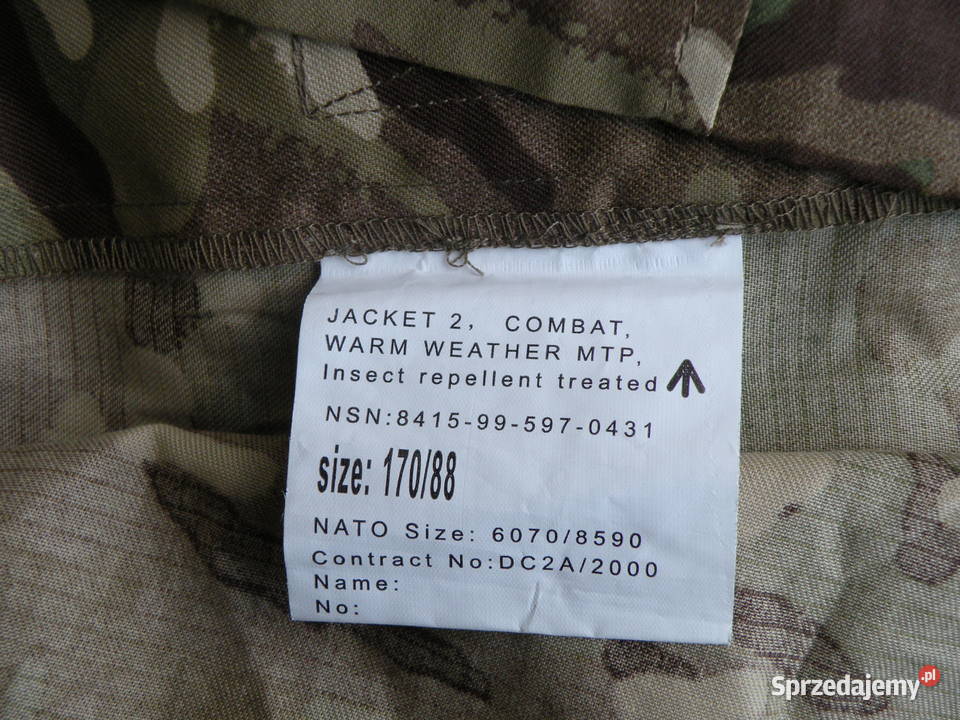 JACKET 2, COMBAT,
WARM WEATHER MTP,
Insect repellent treated
NSN:8415-99-597-0431
size: 170/88
NATO Size: 6070/8590
Contract No:DC2A/2000
Name:
No:
Sprzedajemy.pl